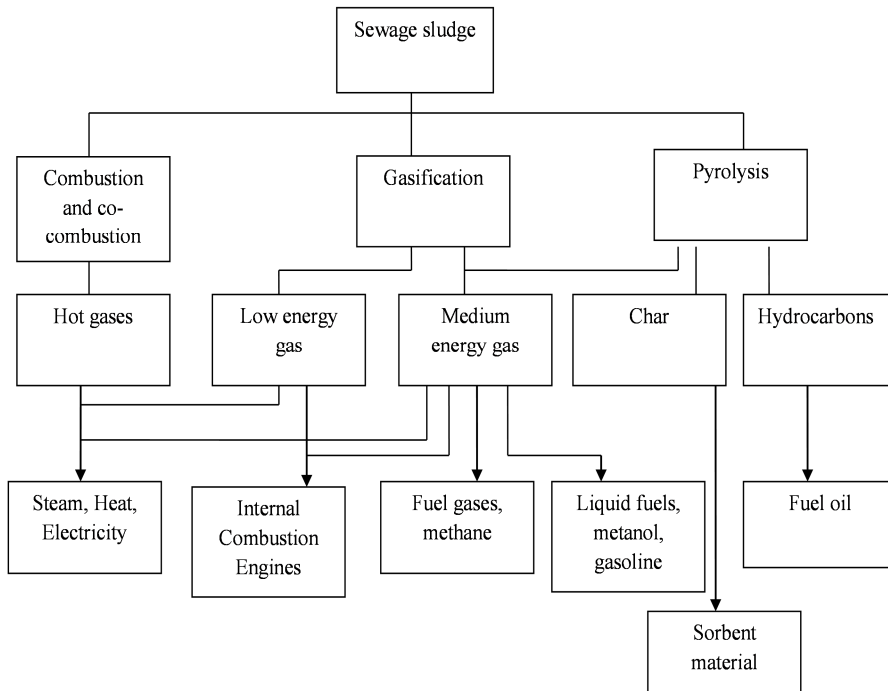 Sewage sludge
Combustion
and co-
combustion
Gasification
Pyrolysis
Hot gases
Low energy
gas
Medium
energy gas
Char
Hydrocarbons
Steam, Heat,
Electricity
Internal
Combustion
Engines
Fuel gases,
methane
Liquid fuels,
metanol,
gasoline
Fuel oil
Sorbent
material